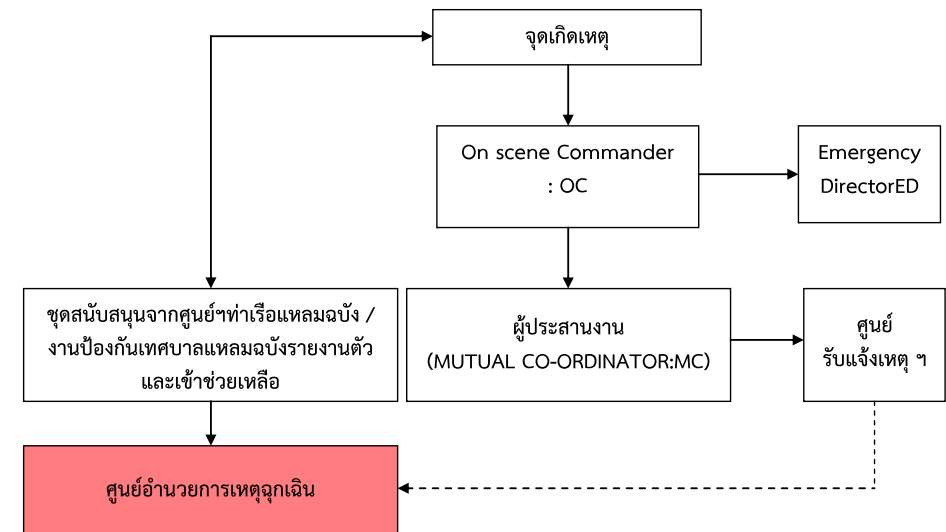 จุดเกิดเหตุ
On scene Commander
: OC
Emergency
DirectorED
ชุดสนับสนุนจากศูนย์ฯท่าเรือแหลมฉบัง /
งานป้องกันเทศบาลแหลมฉบังรายงานตัว
และเข้าช่วยเหลือ
ผู้ประสานงาน
(MUTUAL CO-ORDINATOR:MC)
ศูนย์
รับแจ้งเหตุ ฯ
ศูนย์อำนวยการเหตุฉุกเฉิน